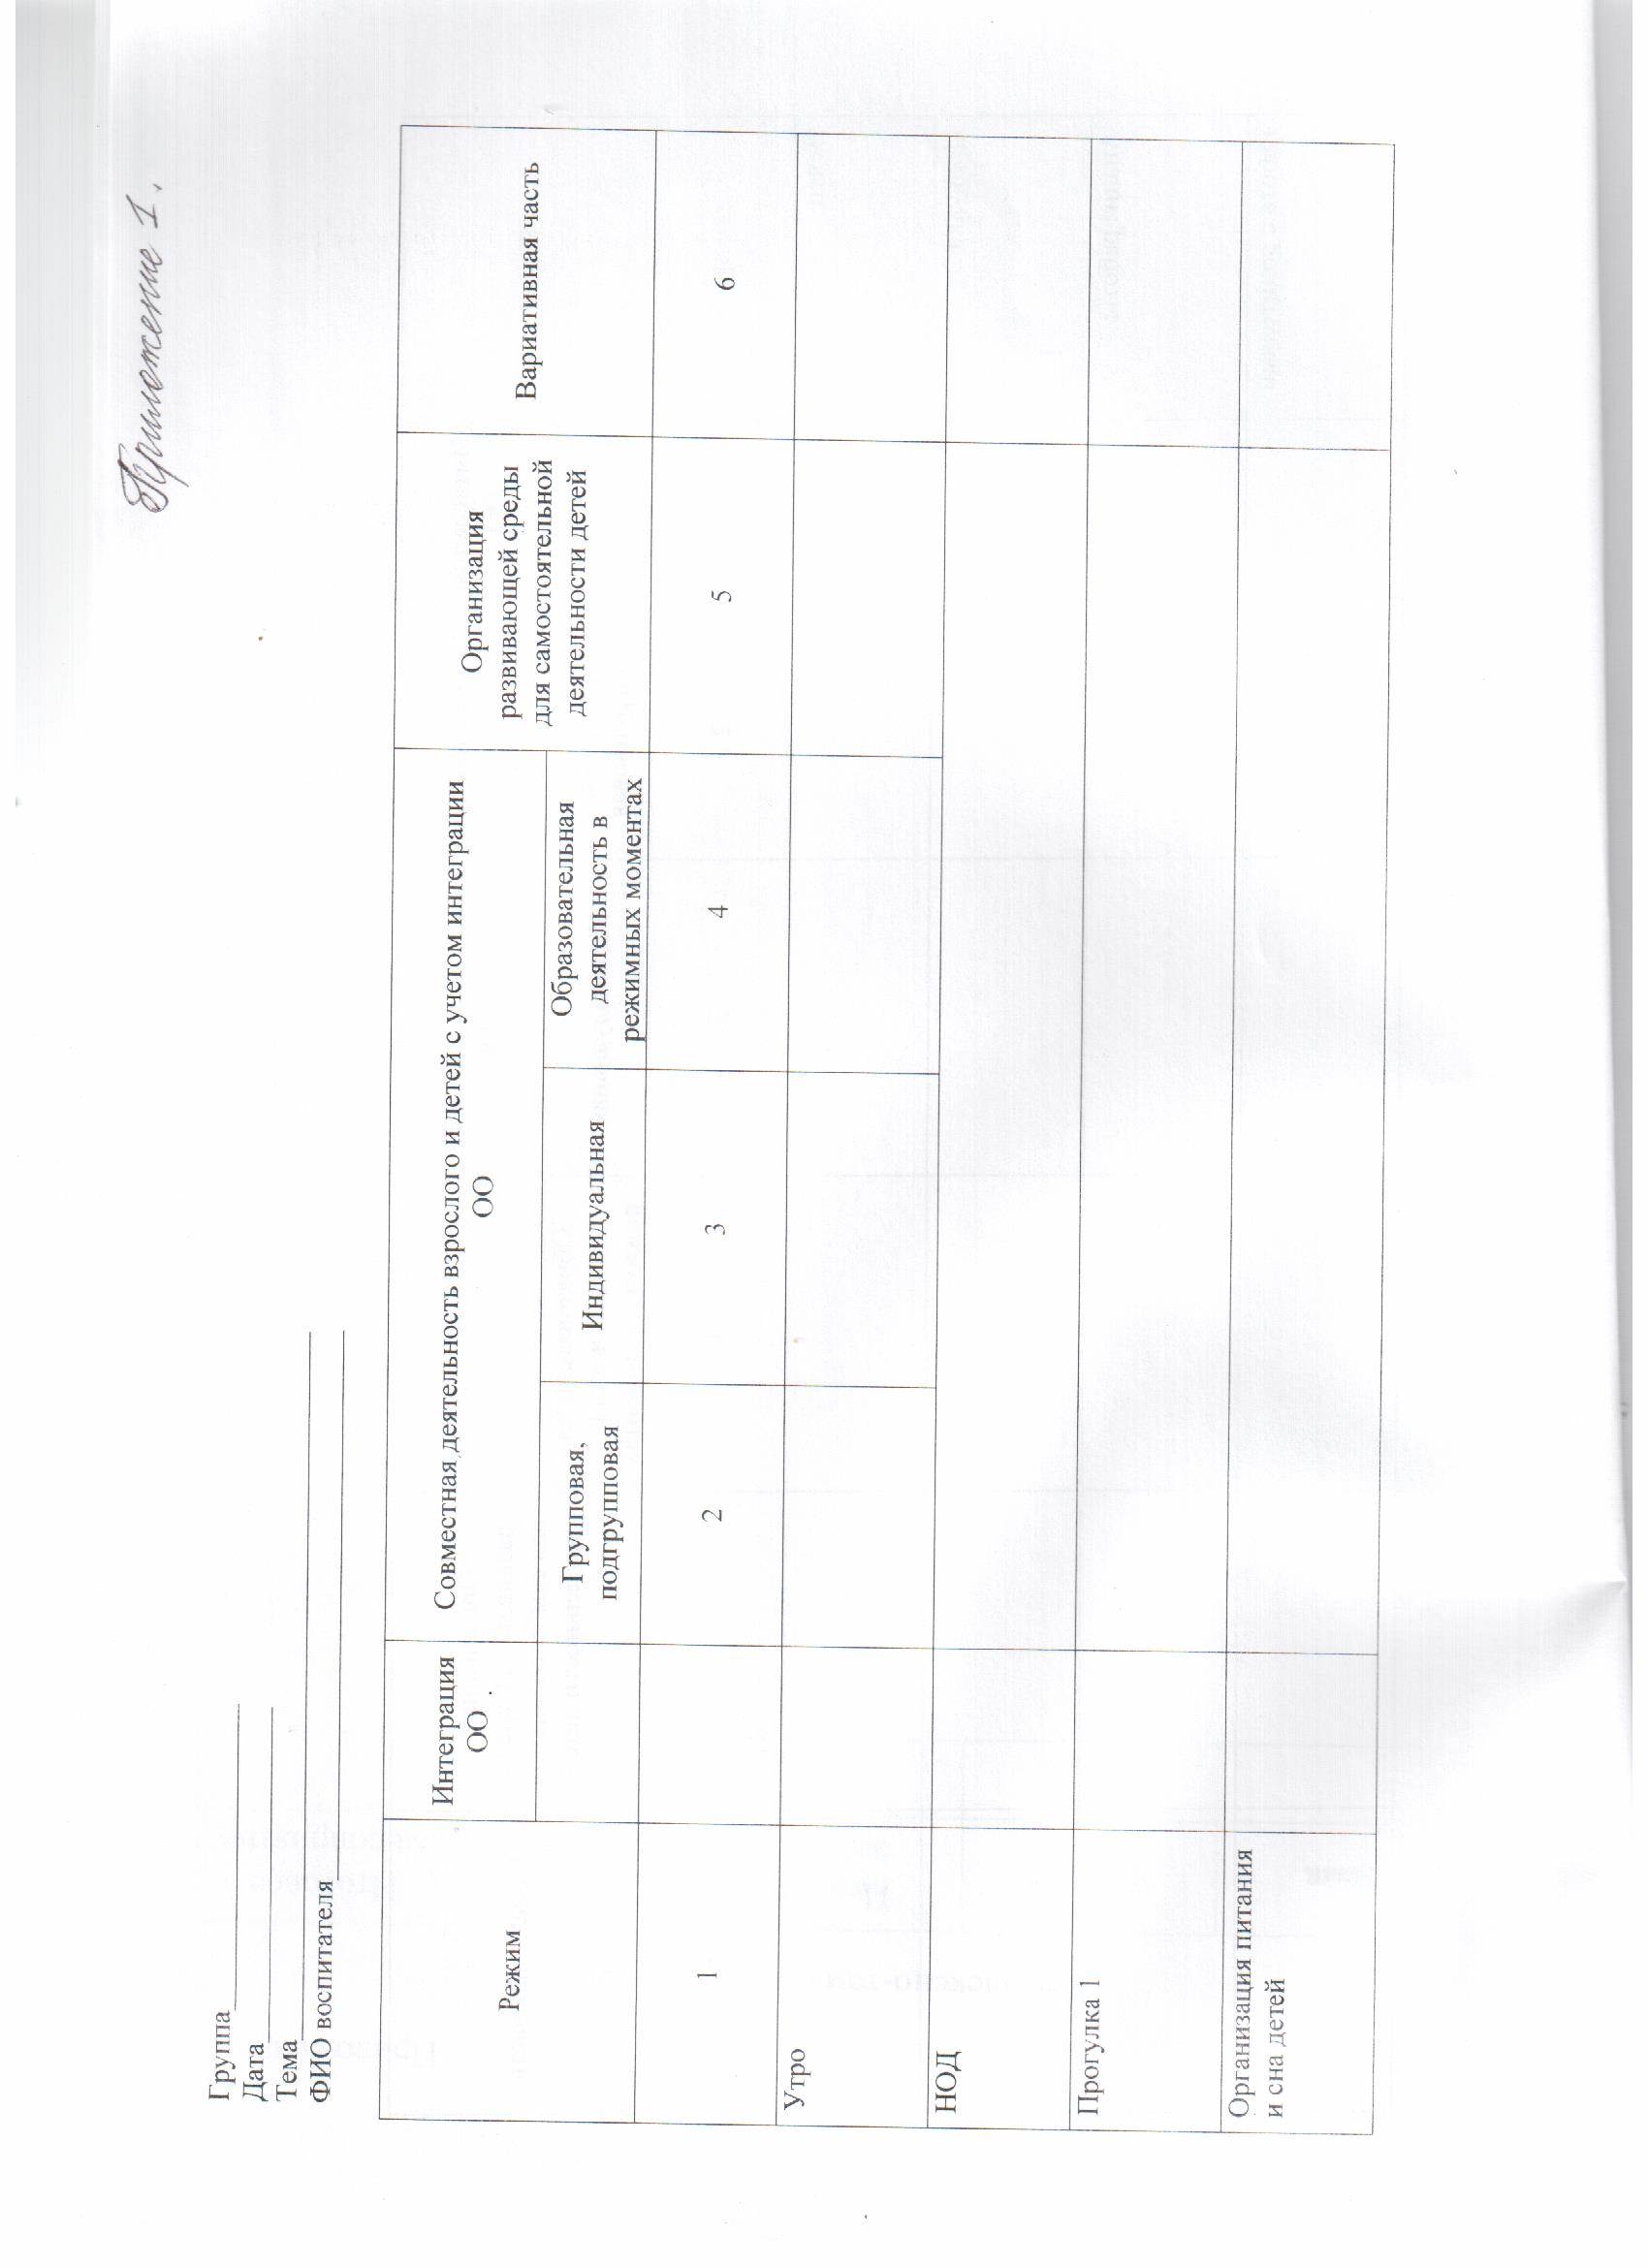 Приложение 1.
Группа
Дата
Тема
ФИО воспитателя
Режим
Интеграция
ОО .
Совместная деятельность взрослого и детей с учетом интеграции
ОО
Организация
развивающей среды
для самостоятельной
деятельности детей
Вариативная часть
Групповая,
подгрупповая
Индивидуальная
Образовательная
деятельность в
режимных моментах
1
2
3
4
5
6
Утро
НОД
Прогулка 1
Организация питания
и сна детей